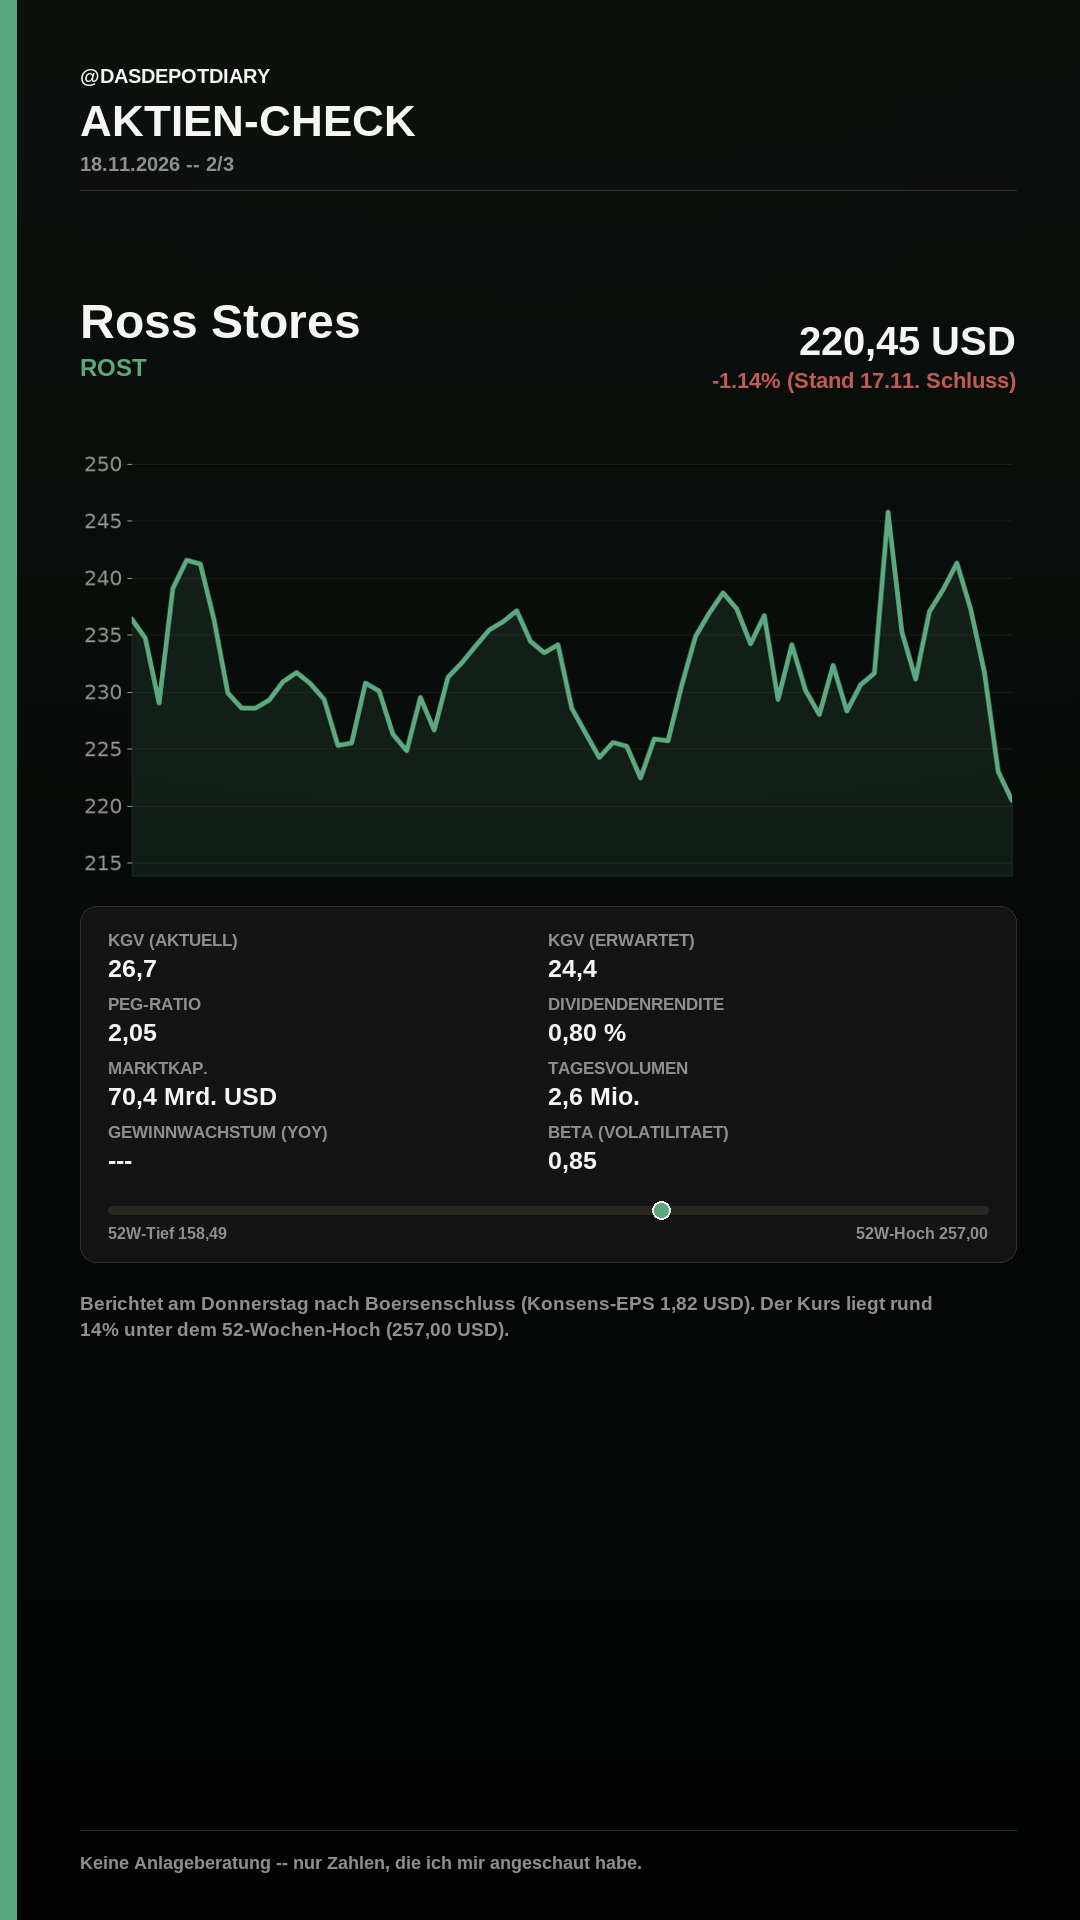 @DASDEPOTDIARY
AKTIEN-CHECK
18.11.2026 -- 2/3
Ross Stores
ROST
220,45 USD
-1.14% (Stand 17.11. Schluss)
250
245
240
235
230
225
220
215
KGV (AKTUELL)
26,7
KGV (ERWARTET)
24,4
PEG-RATIO
2,05
DIVIDENDENRENDITE
0,80 %
MARKTKAP.
70,4 Mrd. USD
TAGESVOLUMEN
2,6 Mio.
GEWINNWACHSTUM (YOY)
---
BETA (VOLATILITAET)
0,85
52W-Tief 158,49
52W-Hoch 257,00
Berichtet am Donnerstag nach Boersenschluss (Konsens-EPS 1,82 USD). Der Kurs liegt rund
14% unter dem 52-Wochen-Hoch (257,00 USD).
Keine Anlageberatung -- nur Zahlen, die ich mir angeschaut habe.